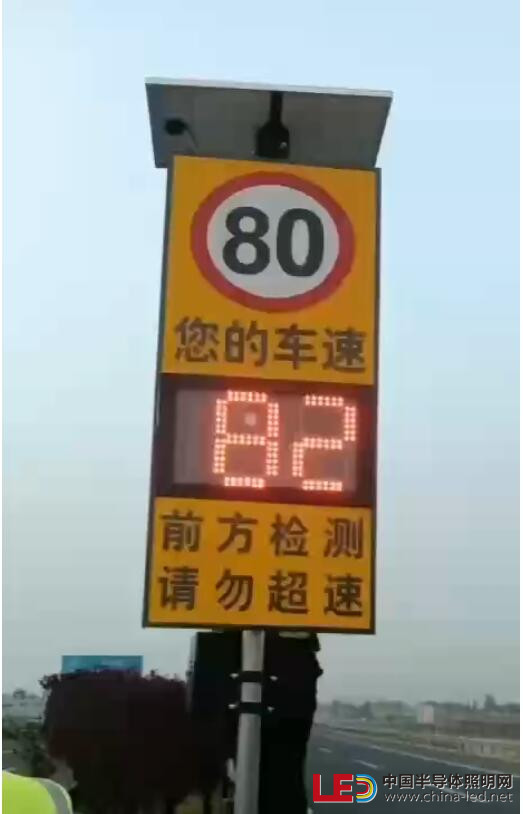 80
您的车速
82
前方检测
请勿超速
LED 中国半导体照明网
www.china-led.net